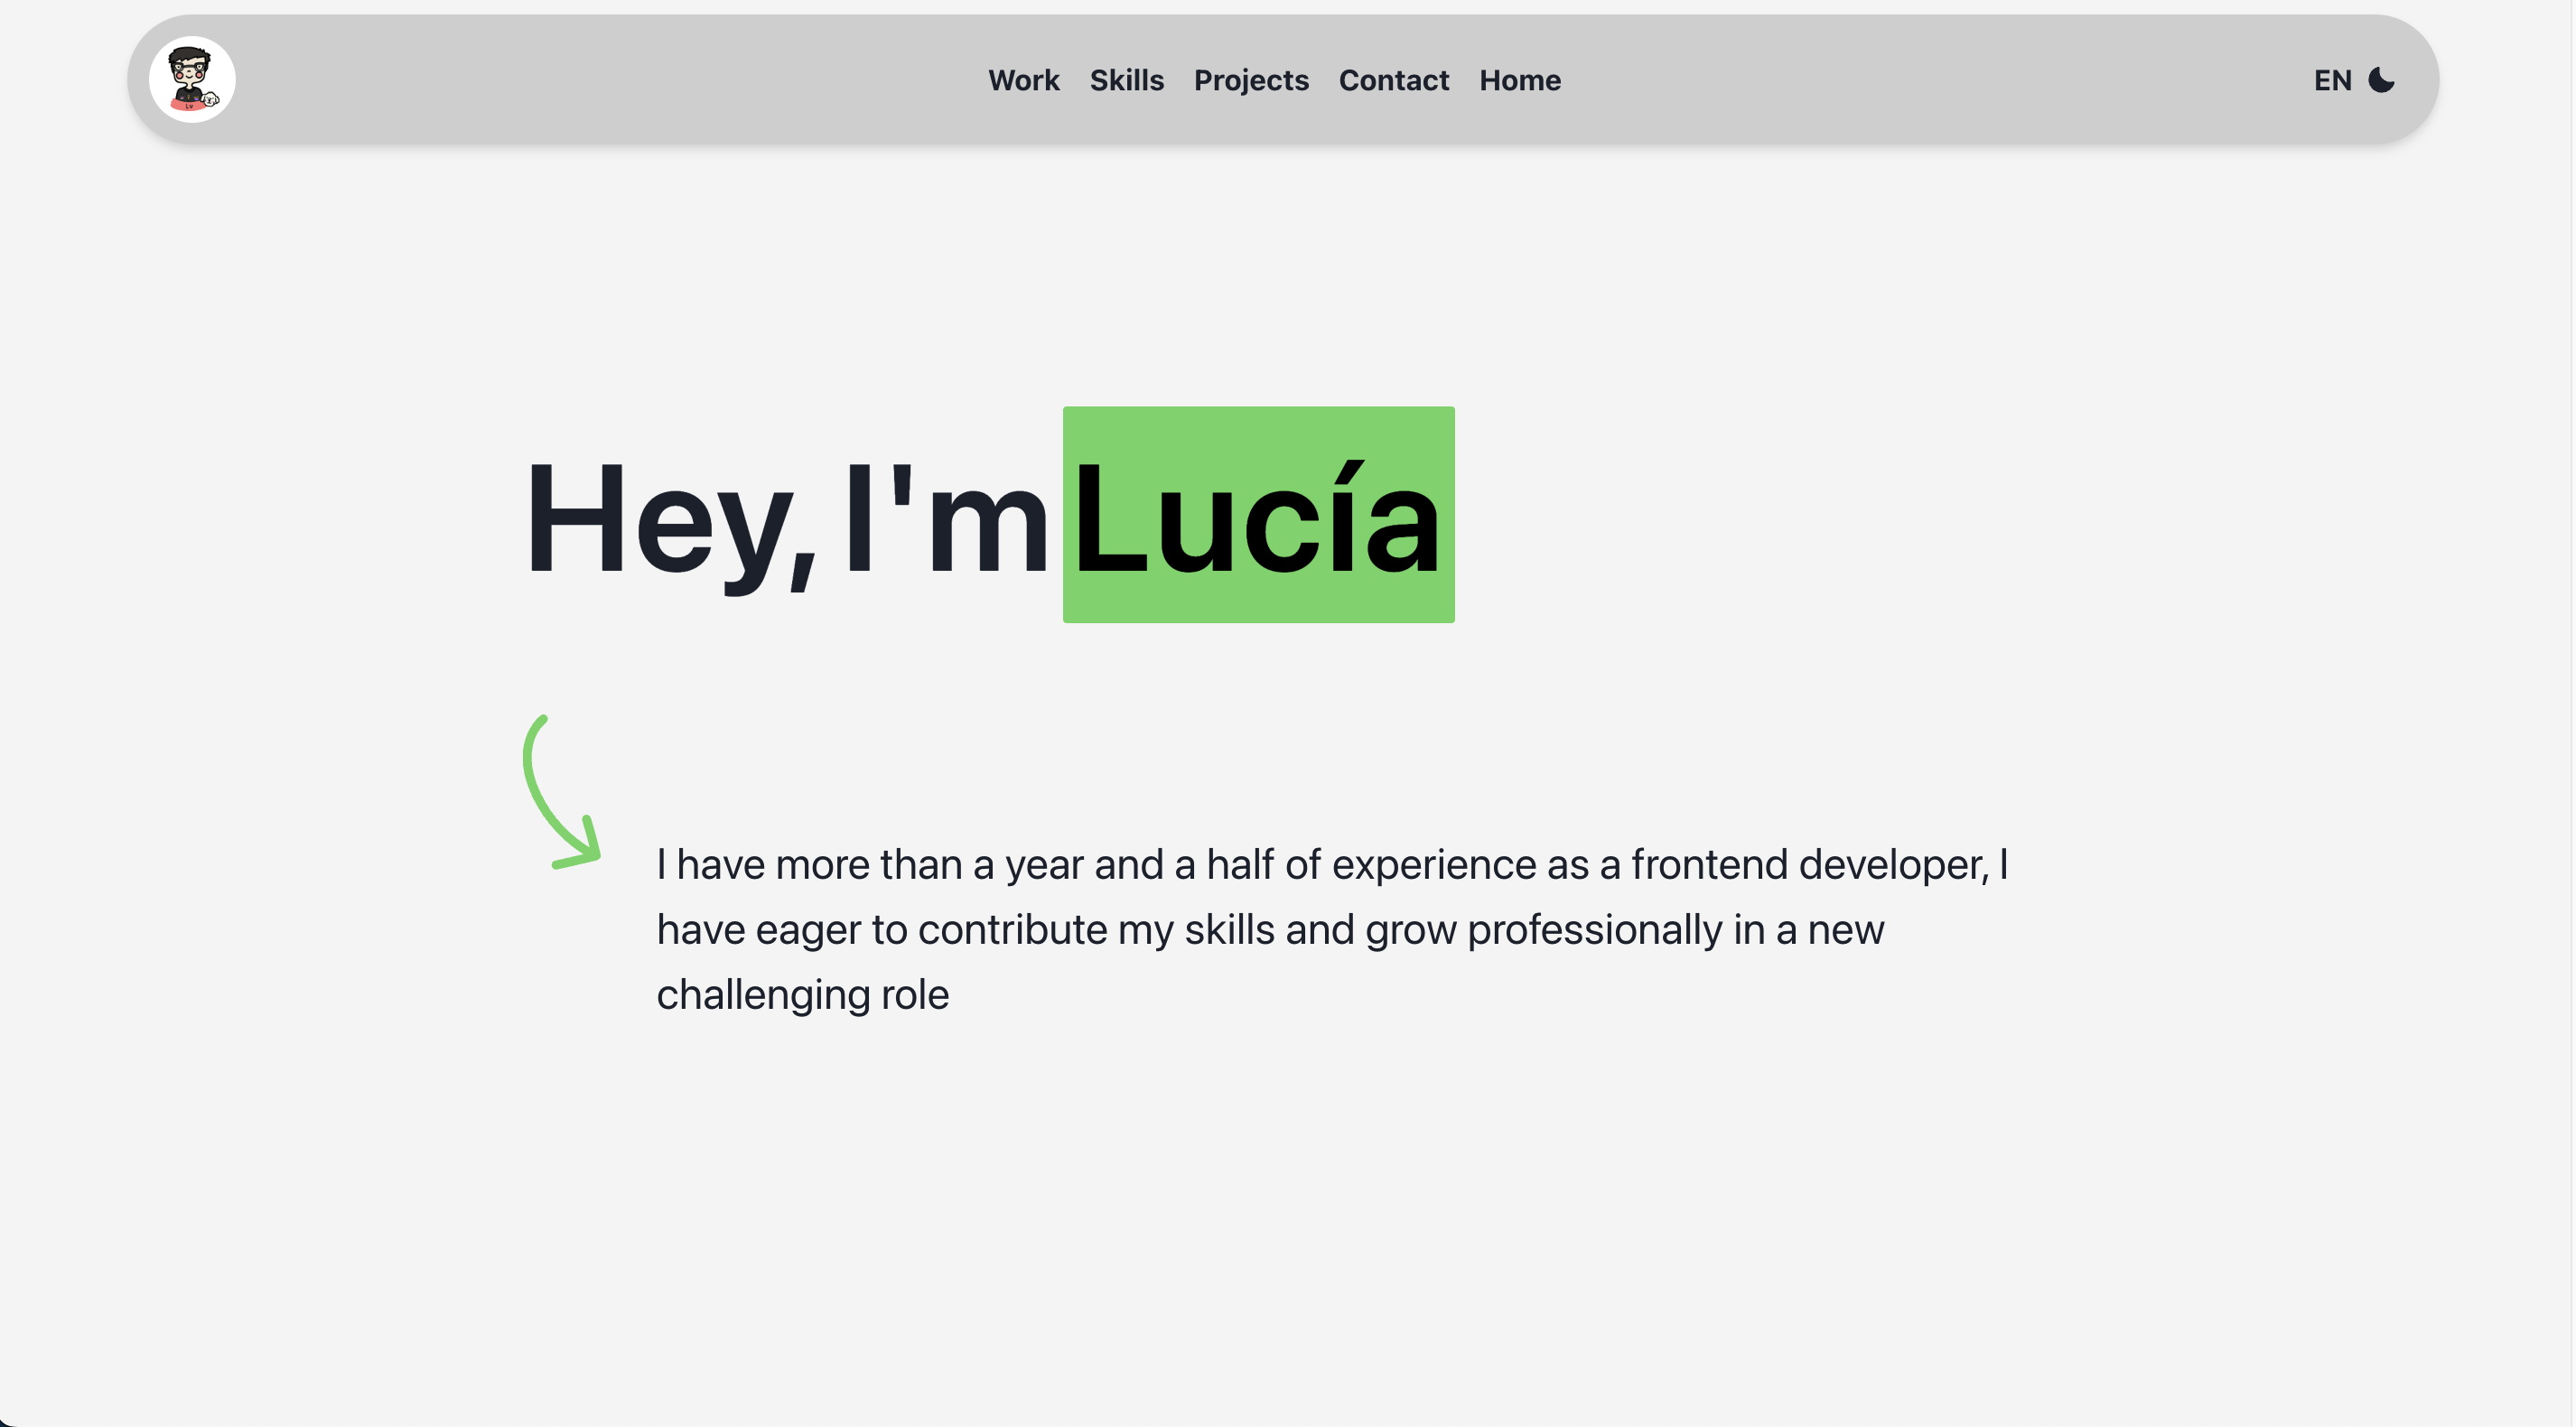 Work Skills Projects Contact Home EN
Hey, I'm Lucía
I have more than a year and a half of experience as a frontend developer, I
have eager to contribute my skills and grow professionally in a new
challenging role